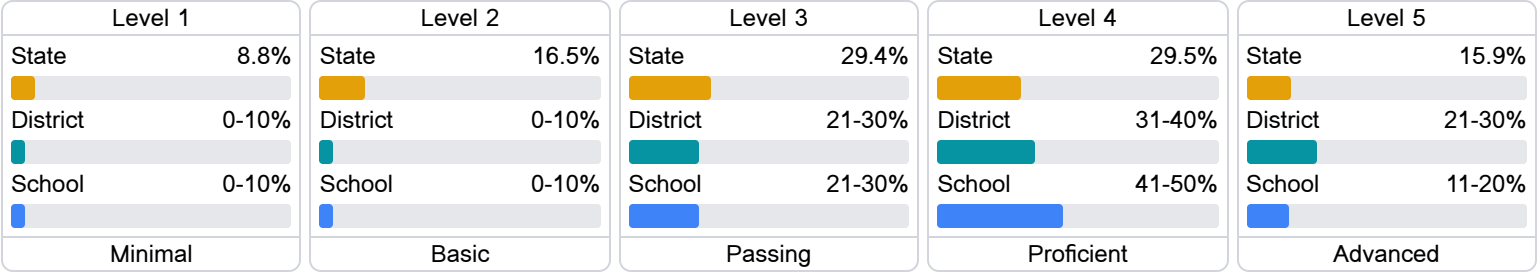 Level 1
State 8.8%
District 0-10%
School 0-10%
Minimal
Level 2
State 16.5%
District 0-10%
School 0-10%
Basic
Level 3
State 29.4%
District 21-30%
School 21-30%
Passing
Level 4
State 29.5%
District 31-40%
School 41-50%
Proficient
Level 5
State 15.9%
District 21-30%
School 11-20%
Advanced